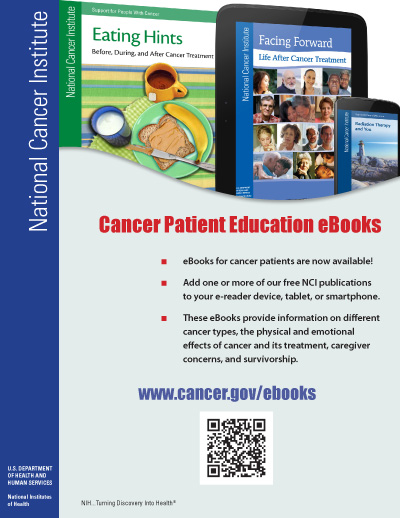 National Cancer Institute
National Cancer Institute
Support for People With Cancer
Eating Hints
Before, During, and After Cancer Treatment
National Cancer Institute
Facing Forward
Life After Cancer Treatment
Radiation Therapy
and You
Cancer Patient Education eBooks
■ eBooks for cancer patients are now available!
■ Add one or more of our free NCI publications
to your e-reader device, tablet, or smartphone.
■ These eBooks provide information on different
cancer types, the physical and emotional
effects of cancer and its treatment, caregiver
concerns, and survivorship.
www.cancer.gov/ebooks
U.S. DEPARTMENT
OF HEALTH AND
HUMAN SERVICES
National Institutes
of Health
NIH...Turning Discovery Into Health®